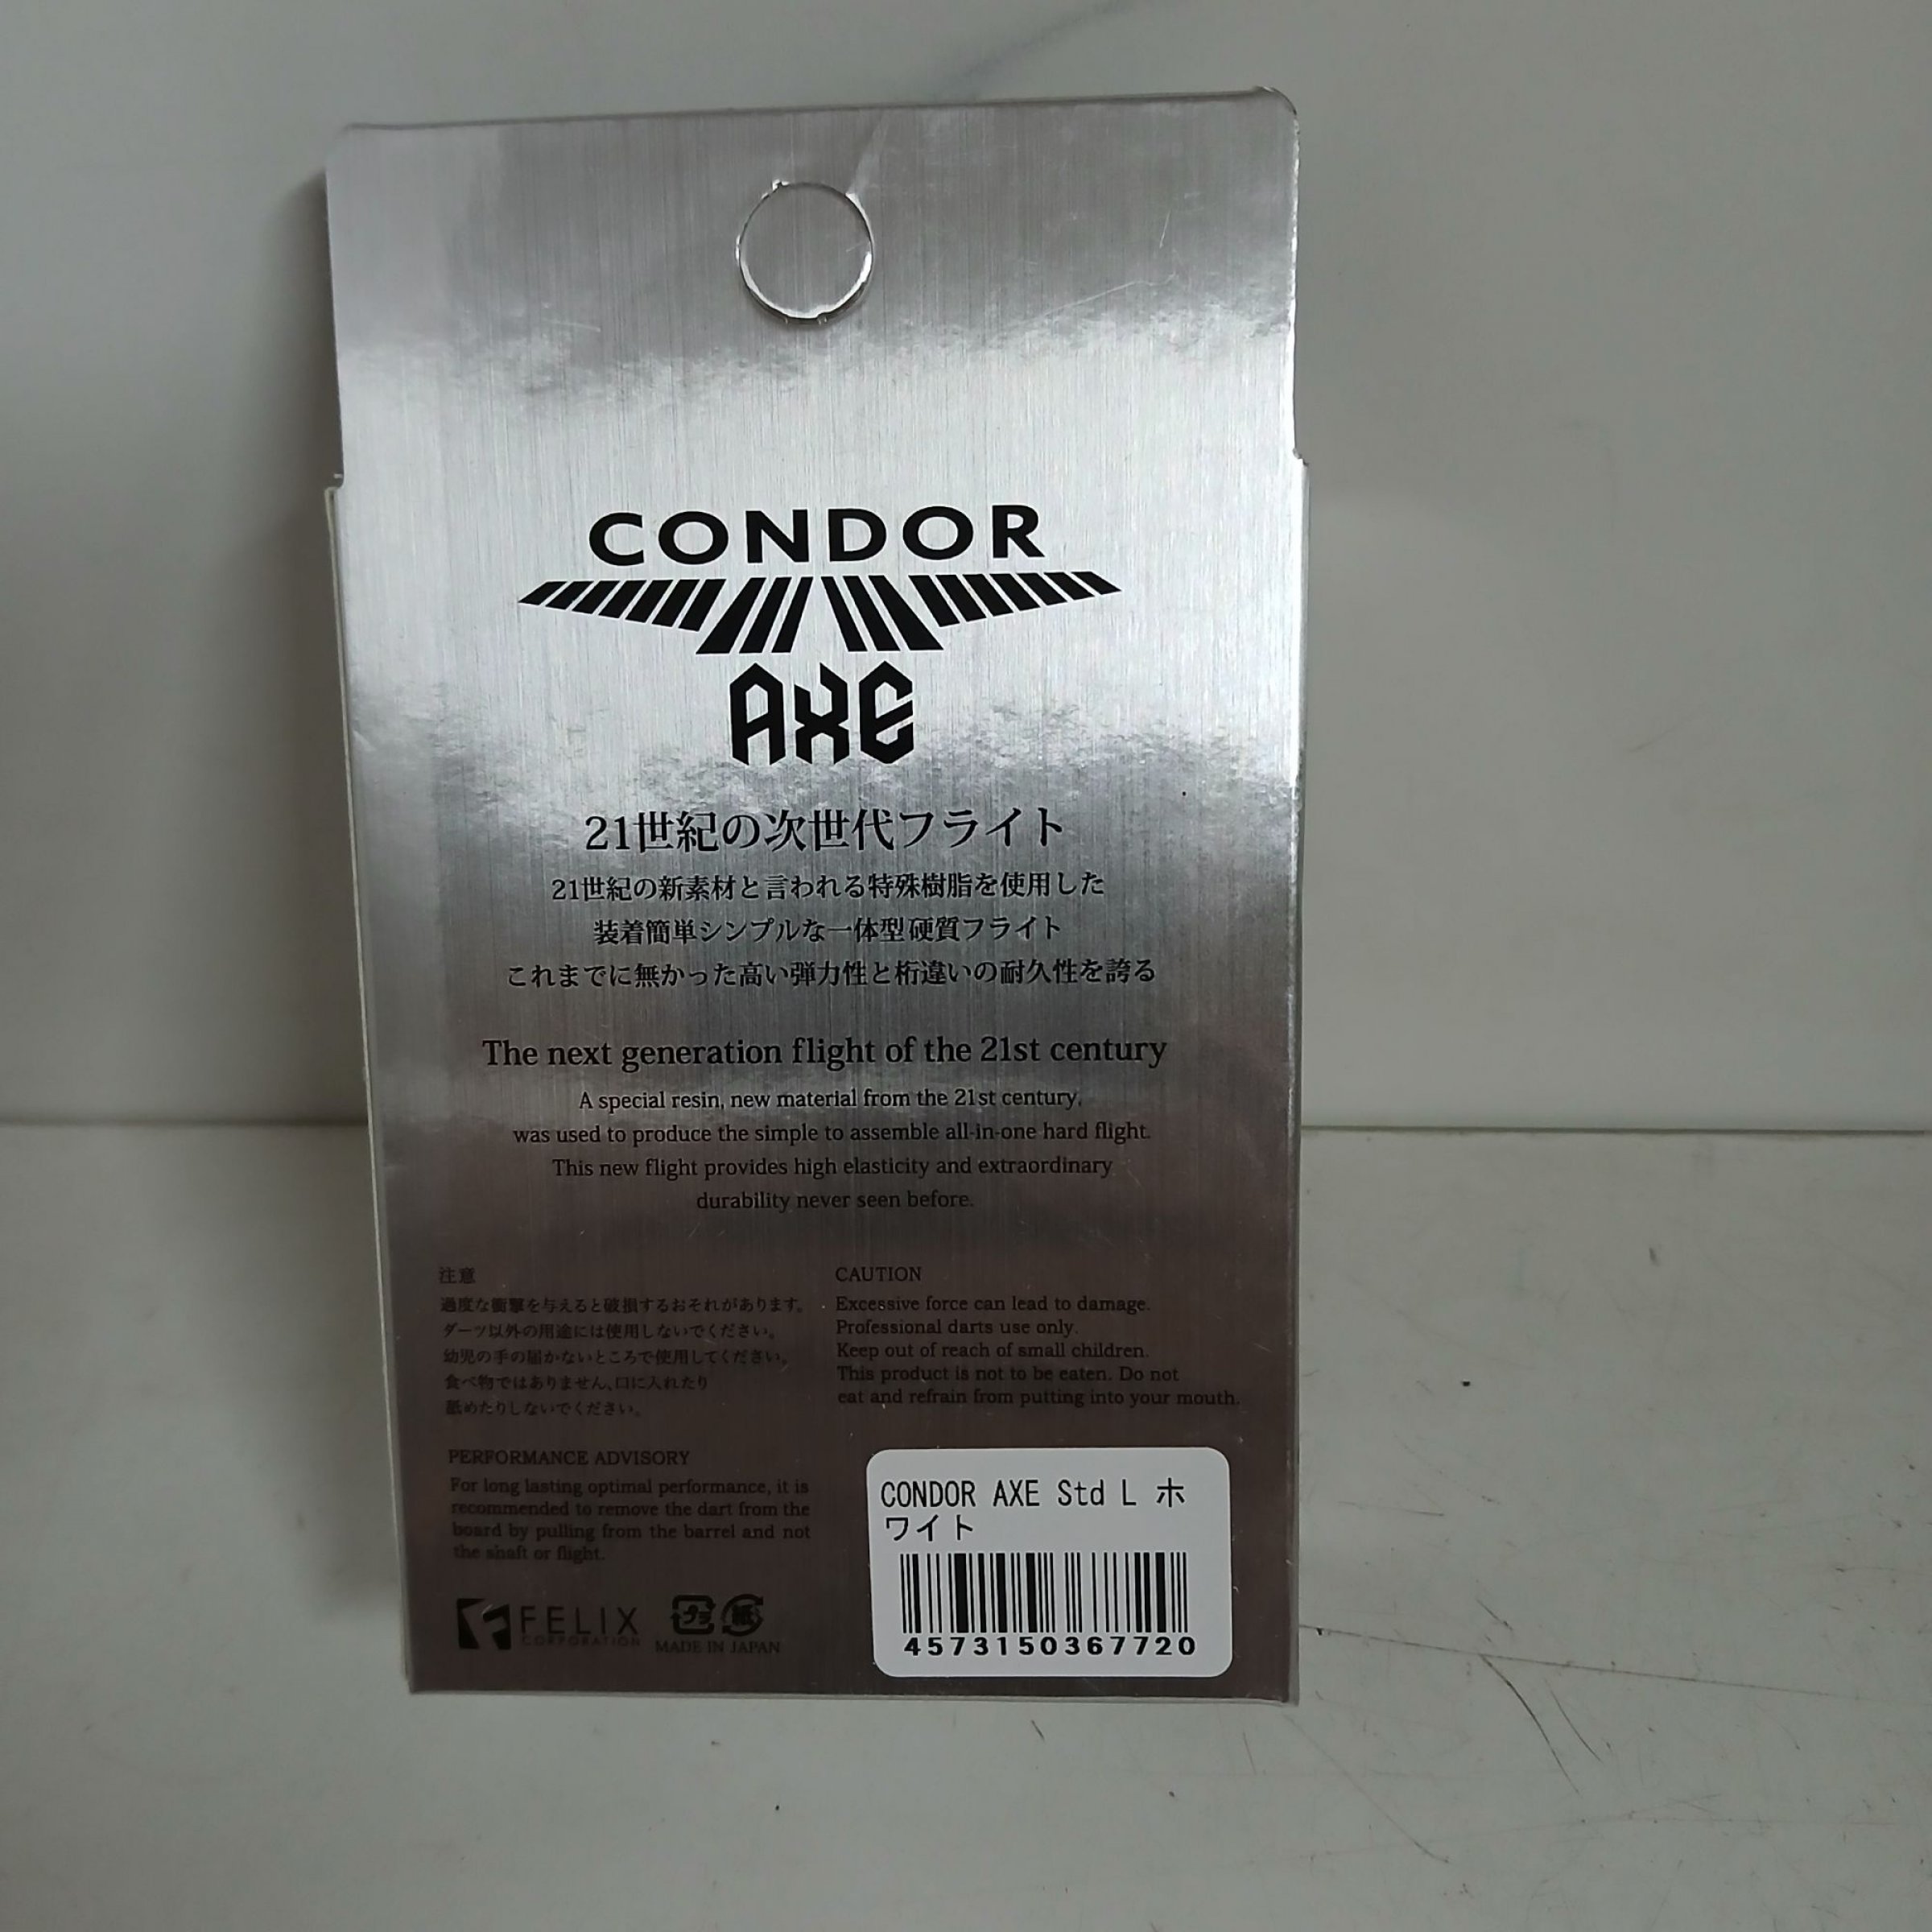 CONDOR
AXE
21世紀の次世代フライト
21世紀の新素材と言われる特殊樹脂を使用した
装着簡単シンプルな一体型硬質フライト
これまでに無かった高い弾力性と桁違いの耐久性を誇る
The next generation flight of the 21st century
A special resin, new material from the 21st century,
was used to produce the simple to assemble all-in-one hard flight.
This new flight provides high elasticity and extraordinary
durability never seen before.
注意
過度な衝撃を与えると破損するおそれがあります。
ダーツ以外の用途には使用しないでください。
幼児の手の届かないところで使用してください。
食べ物ではありません、口に入れたり
舐めたりしないでください。
CAUTION
Excessive force can lead to damage.
Professional darts use only.
Keep out of reach of small children.
This product is not to be eaten. Do not
eat and refrain from putting into your mouth.
PERFORMANCE ADVISORY
For long lasting optimal performance, it is
recommended to remove the dart from the
board by pulling from the barrel and not
the shaft or flight.
FELIX
CORPORATION
プラ 紙
MADE IN JAPAN
CONDOR AXE Std L ホ
ワイト
4573150367720